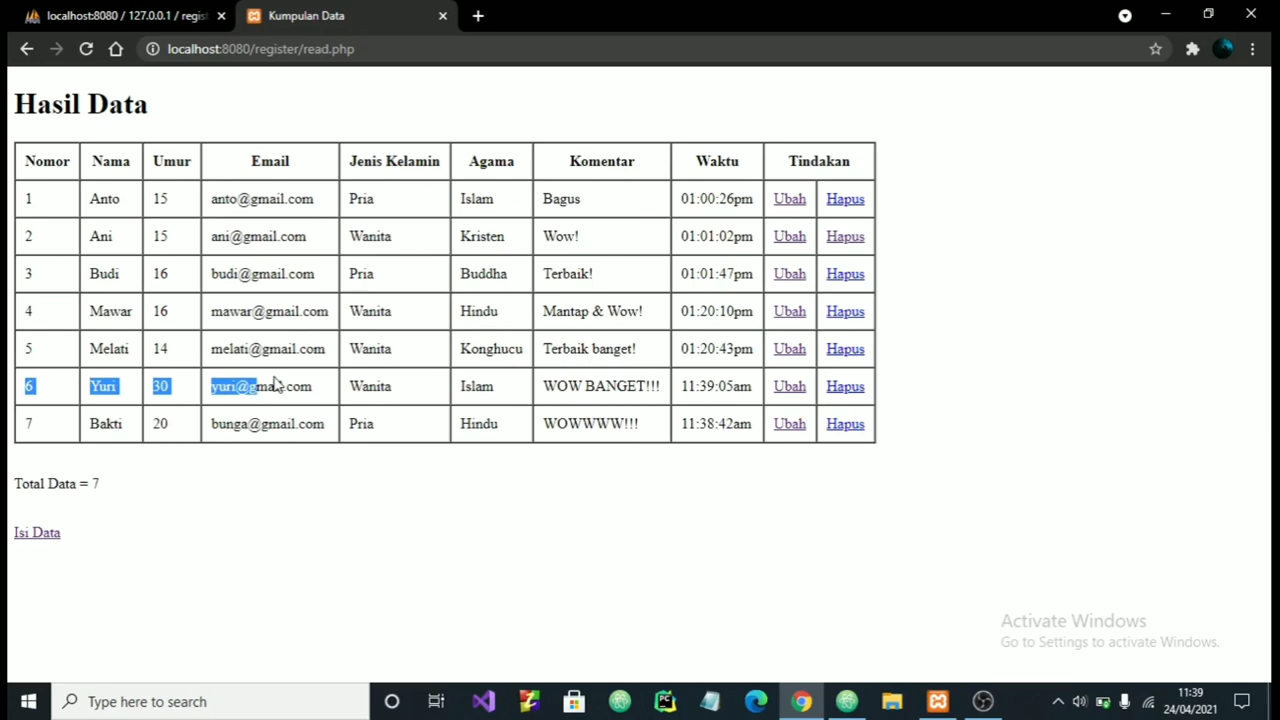 localhost:8080 / 127.0.0.1 / regist
Kumpulan Data
localhost:8080/register/read.php
Hasil Data
Nomor Nama Umur Email Jenis Kelamin Agama Komentar Waktu Tindakan
1 Anto 15 anto@gmail.com Pria Islam Bagus 01:00:26pm Ubah Hapus
2 Ani 15 ani@gmail.com Wanita Kristen Wow! 01:01:02pm Ubah Hapus
3 Budi 16 budi@gmail.com Pria Buddha Terbaik! 01:01:47pm Ubah Hapus
4 Mawar 16 mawar@gmail.com Wanita Hindu Mantap & Wow! 01:20:10pm Ubah Hapus
5 Melati 14 melati@gmail.com Wanita Konghucu Terbaik banget! 01:20:43pm Ubah Hapus
6 Yuri 30 yuri@gmail.com Wanita Islam WOW BANGET!!! 11:39:05am Ubah Hapus
7 Bakti 20 bunga@gmail.com Pria Hindu WOWWWW!!! 11:38:42am Ubah Hapus
Total Data = 7
Isi Data
Activate Windows
Go to Settings to activate Windows.
Type here to search
11:39
24/04/2021